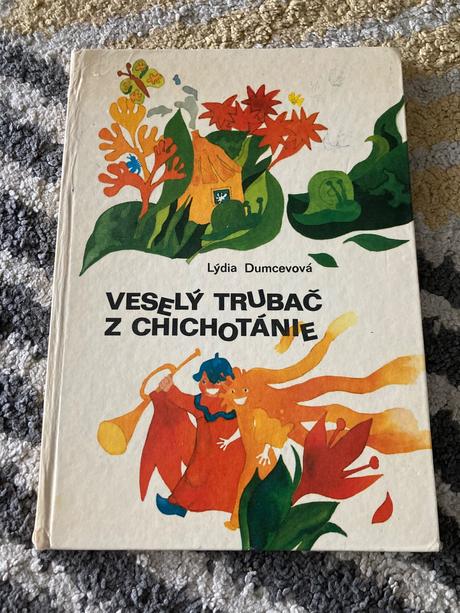 Lýdia Dumcevová
VESELÝ TRUBAČ
Z CHICHOTÁNIE